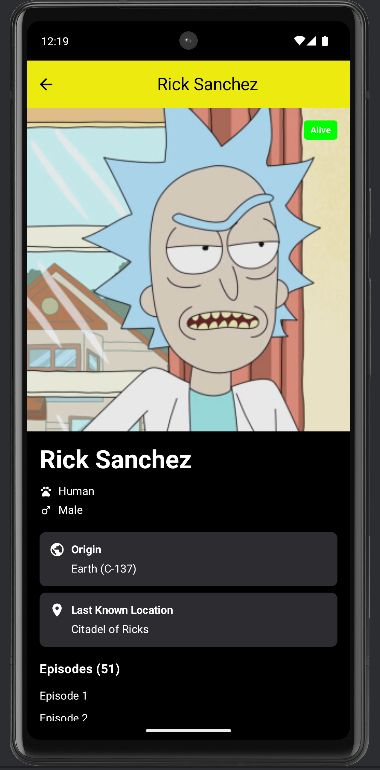 12:19
Rick Sanchez
Alive
Rick Sanchez
Human
Male
Origin
Earth (C-137)
Last Known Location
Citadel of Ricks
Episodes (51)
Episode 1
Episode 2